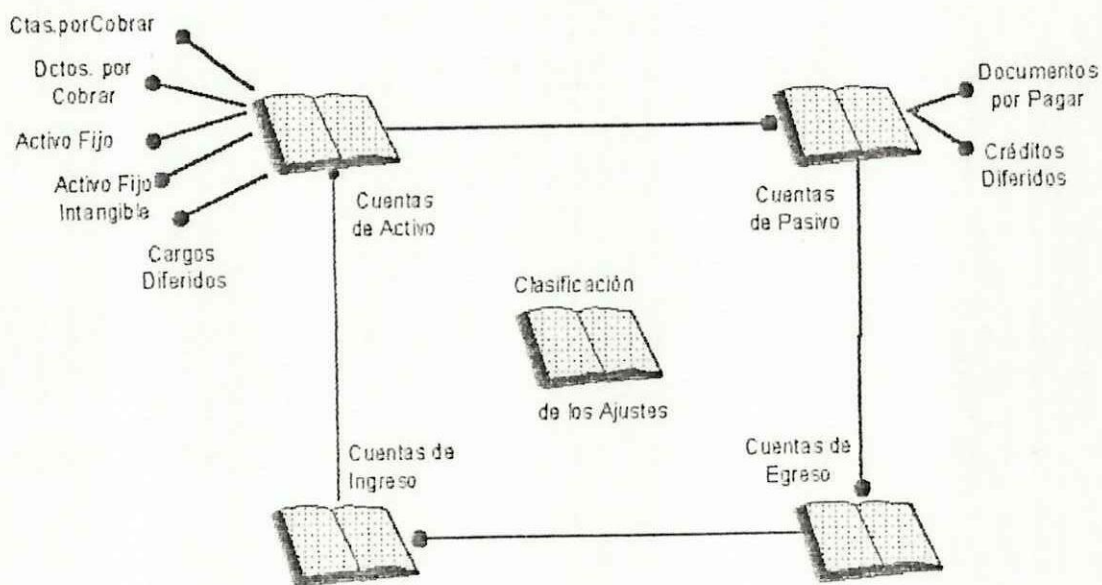 Ctas.porCobrar
Dctos. por
Cobrar
Activo Fijo
Activo Fijo
Intangible
Cargos
Diferidos
Cuentas
de Activo
Documentos
por Pagar
Créditos
Diferidos
Cuentas
de Pasivo
Clasificación
de los Ajustes
Cuentas de
Ingreso
Cuentas de
Egreso